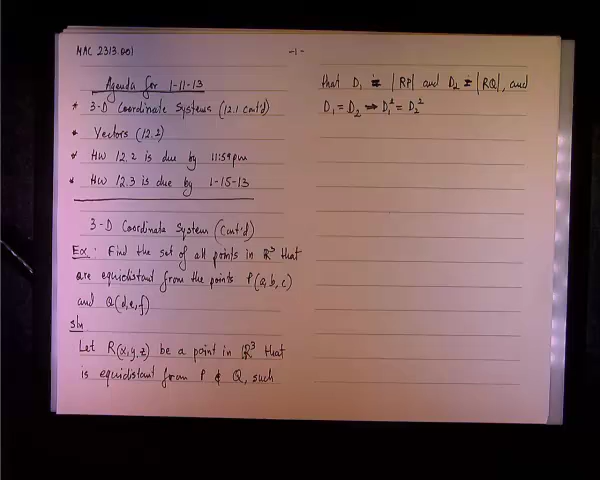 MAC 2313.001
-1-
Agenda for 1-11-13
* 3-D Coordinate Systems (12.1 cont'd)
* Vectors (12.2)
* HW 12.2 is due by 11:59pm
* HW 12.3 is due by 1-15-13
3-D Coordinate System (Cont'd)
Ex: Find the set of all points in ℝ³ that
are equidistant from the points P(a,b,c)
and Q(d,e,f)
Sln
Let R(x,y,z) be a point in ℝ³ that
is equidistant from P & Q, such
that D₁ = |RP| and D₂ = |RQ|, and
D₁ = D₂ ⇒ D₁² = D₂²